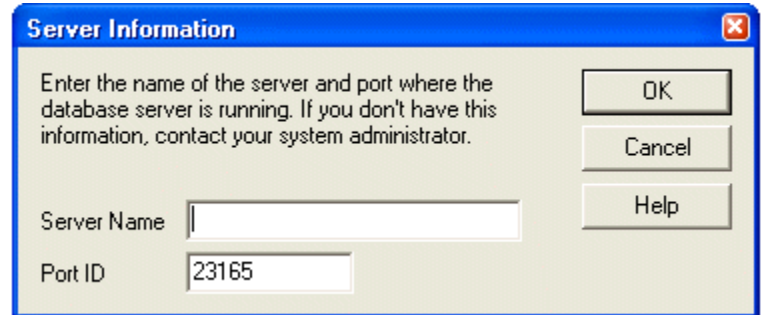 Server Information
Enter the name of the server and port where the
database server is running. If you don't have this
information, contact your system administrator.
OK
Cancel
Help
Server Name
Port ID 23165